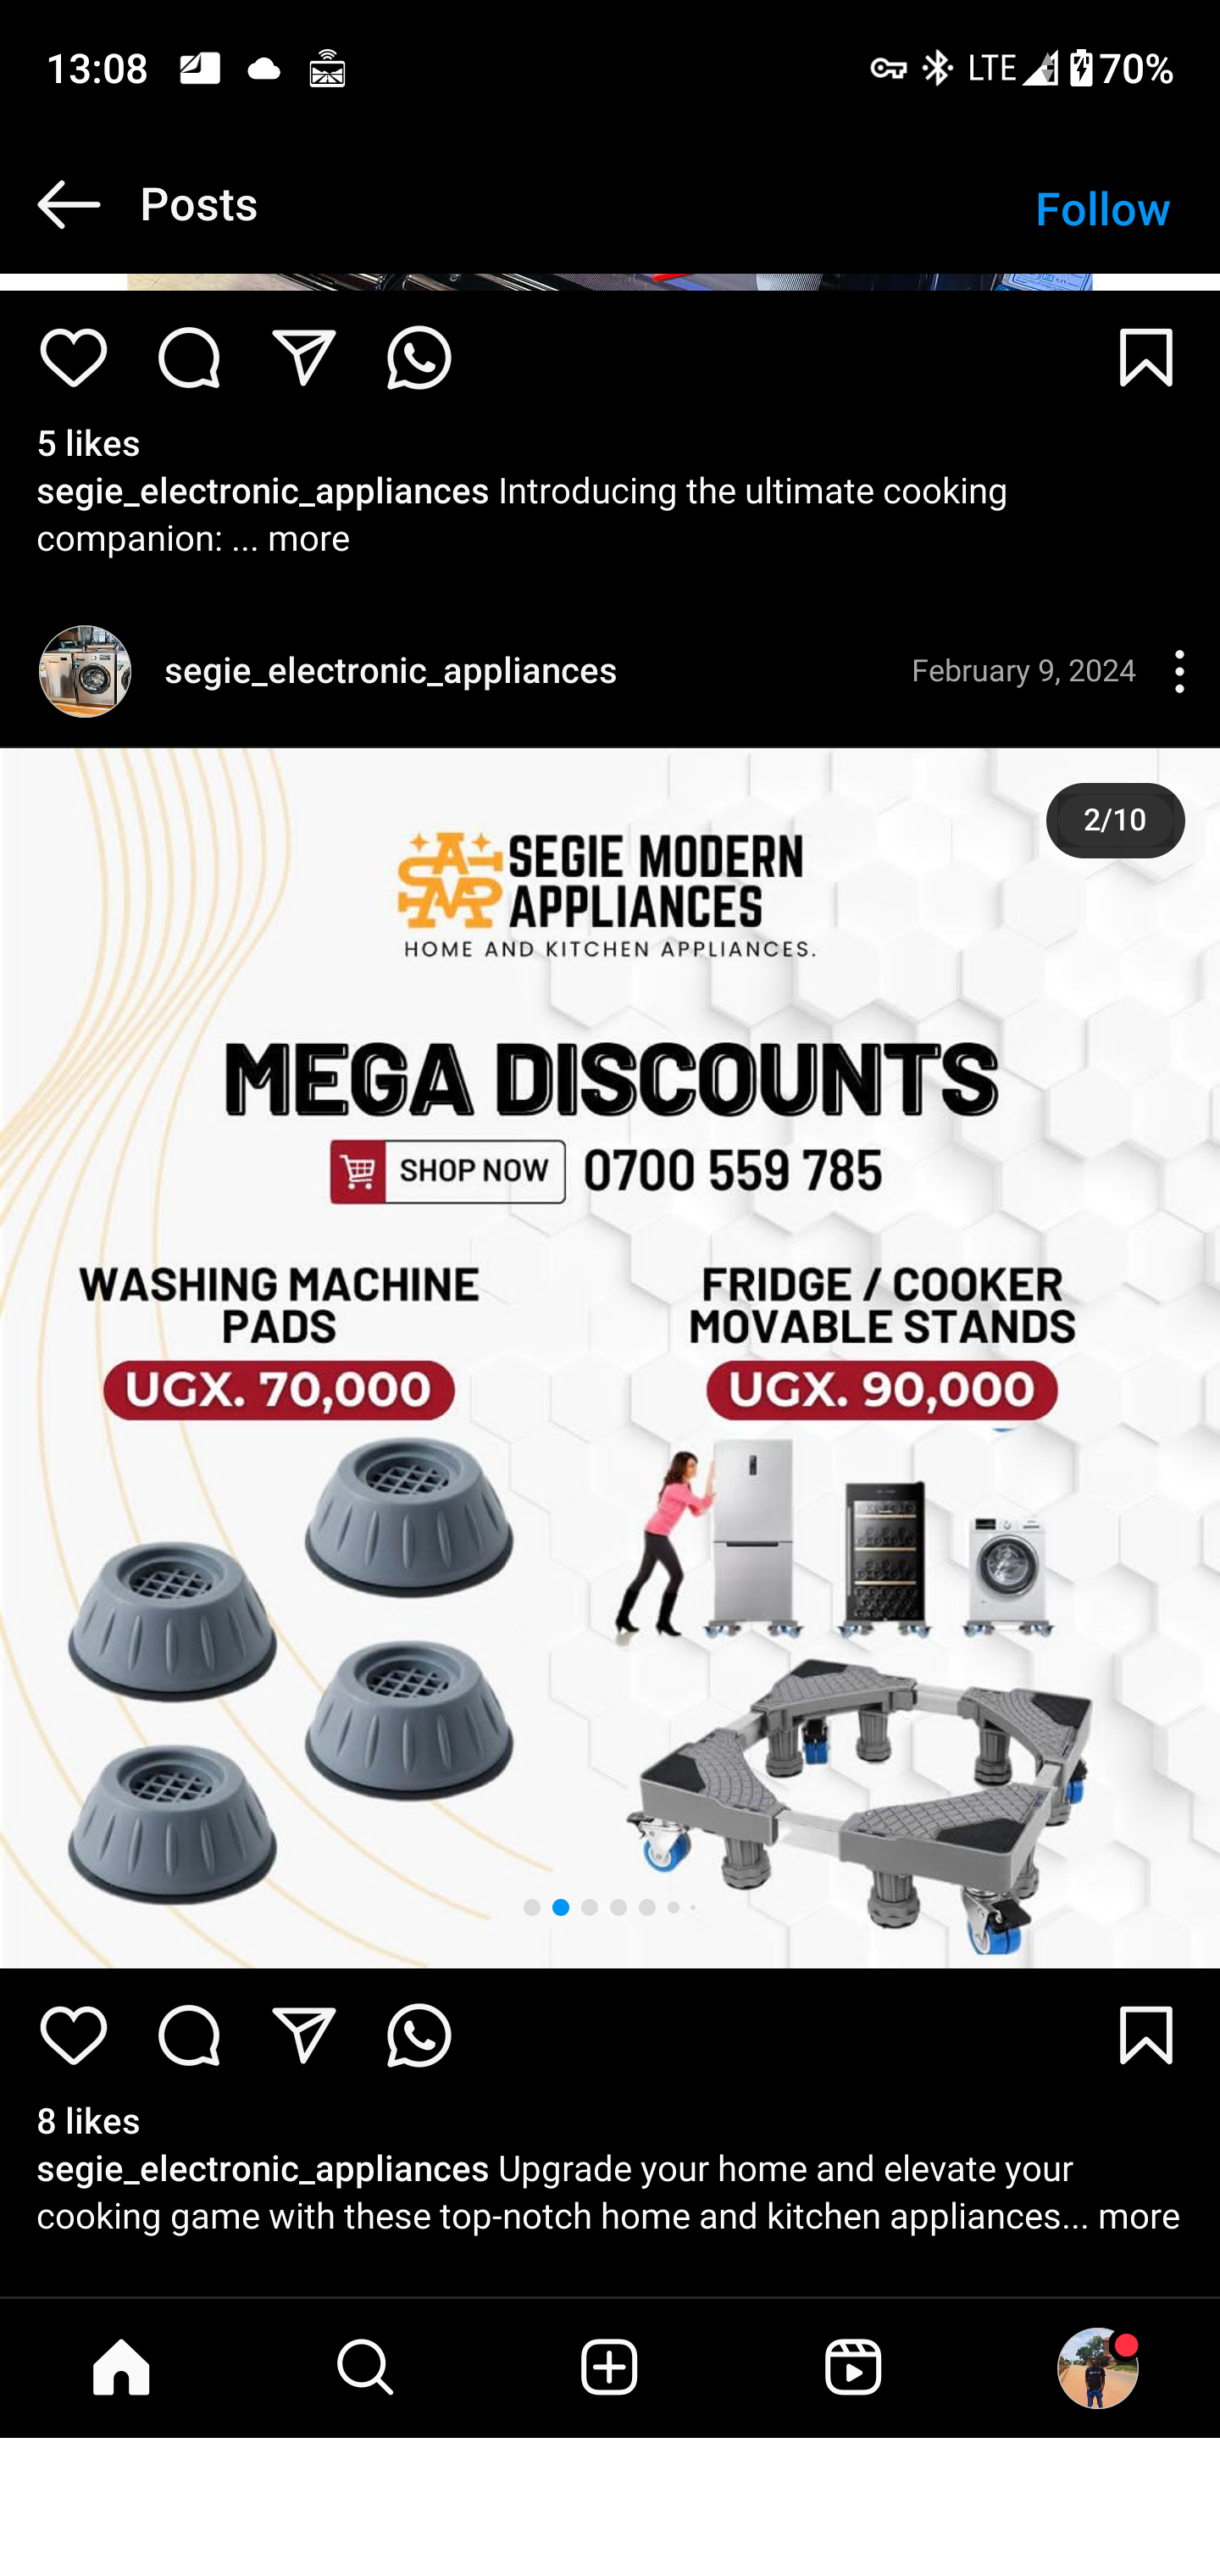 13:08
LTE 70%
Posts
Follow
5 likes
segie_electronic_appliances Introducing the ultimate cooking
companion: ... more
segie_electronic_appliances
February 9, 2024
2/10
SEGIE MODERN
APPLIANCES
HOME AND KITCHEN APPLIANCES.
MEGA DISCOUNTS
SHOP NOW 0700 559 785
WASHING MACHINE
PADS
UGX. 70,000
FRIDGE / COOKER
MOVABLE STANDS
UGX. 90,000
8 likes
segie_electronic_appliances Upgrade your home and elevate your
cooking game with these top-notch home and kitchen appliances... more